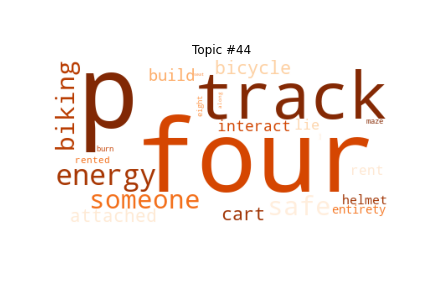 Topic #44
biking
p
build
bicycle
track
eight
maze
interact
lie
four
burn
rented
energy
rent
someone
safe
helmet
attached
cart
entirety